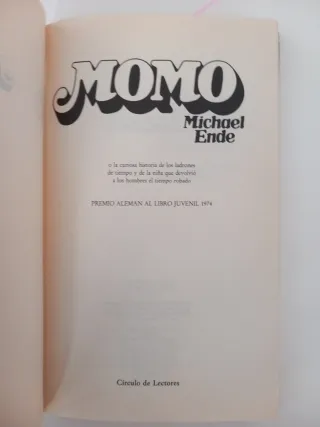 MOMO
Michael
Ende
o la curiosa historia de los ladrones
de tiempo y de la niña que devolvió
a los hombres el tiempo robado
PREMIO ALEMAN AL LIBRO JUVENIL 1974
Círculo de Lectores